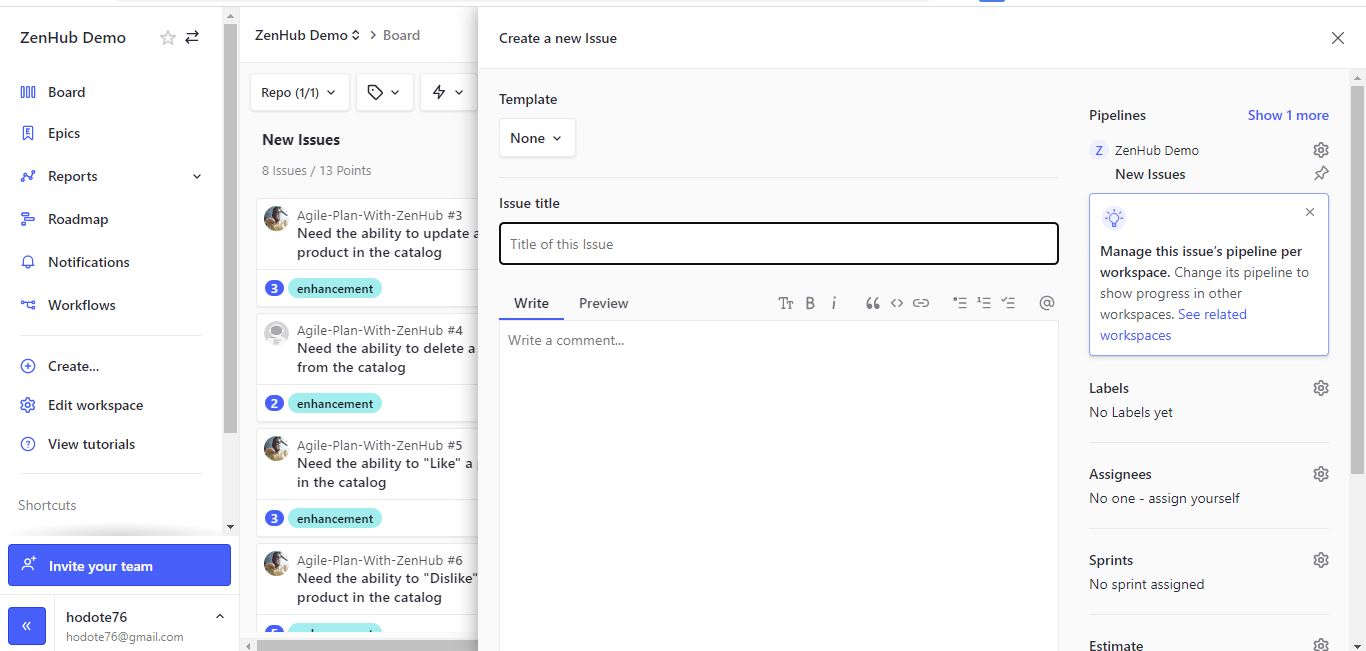 ZenHub Demo
Board
Epics
Reports
Roadmap
Notifications
Workflows
Create...
Edit workspace
View tutorials
Shortcuts
Invite your team
«
hodote76
hodote76@gmail.com
ZenHub Demo > Board
Repo (1/1)
New Issues
8 Issues / 13 Points
Agile-Plan-With-ZenHub #3
Need the ability to update a
product in the catalog
3 enhancement
Agile-Plan-With-ZenHub #4
Need the ability to delete a
from the catalog
2 enhancement
Agile-Plan-With-ZenHub #5
Need the ability to "Like" a
in the catalog
3 enhancement
Agile-Plan-With-ZenHub #6
Need the ability to "Dislike"
product in the catalog
Create a new Issue
Template
None
Issue title
Title of this Issue
Write Preview
Tт B i “ <> @
Write a comment...
Pipelines Show 1 more
Z ZenHub Demo
New Issues
Manage this issue's pipeline per
workspace. Change its pipeline to
show progress in other
workspaces. See related
workspaces
Labels
No Labels yet
Assignees
No one - assign yourself
Sprints
No sprint assigned
Estimate